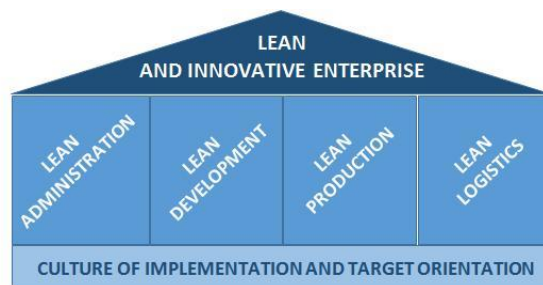 LEAN
AND INNOVATIVE ENTERPRISE
LEAN
ADMINISTRATION
LEAN
DEVELOPMENT
LEAN
PRODUCTION
LEAN
LOGISTICS
CULTURE OF IMPLEMENTATION AND TARGET ORIENTATION